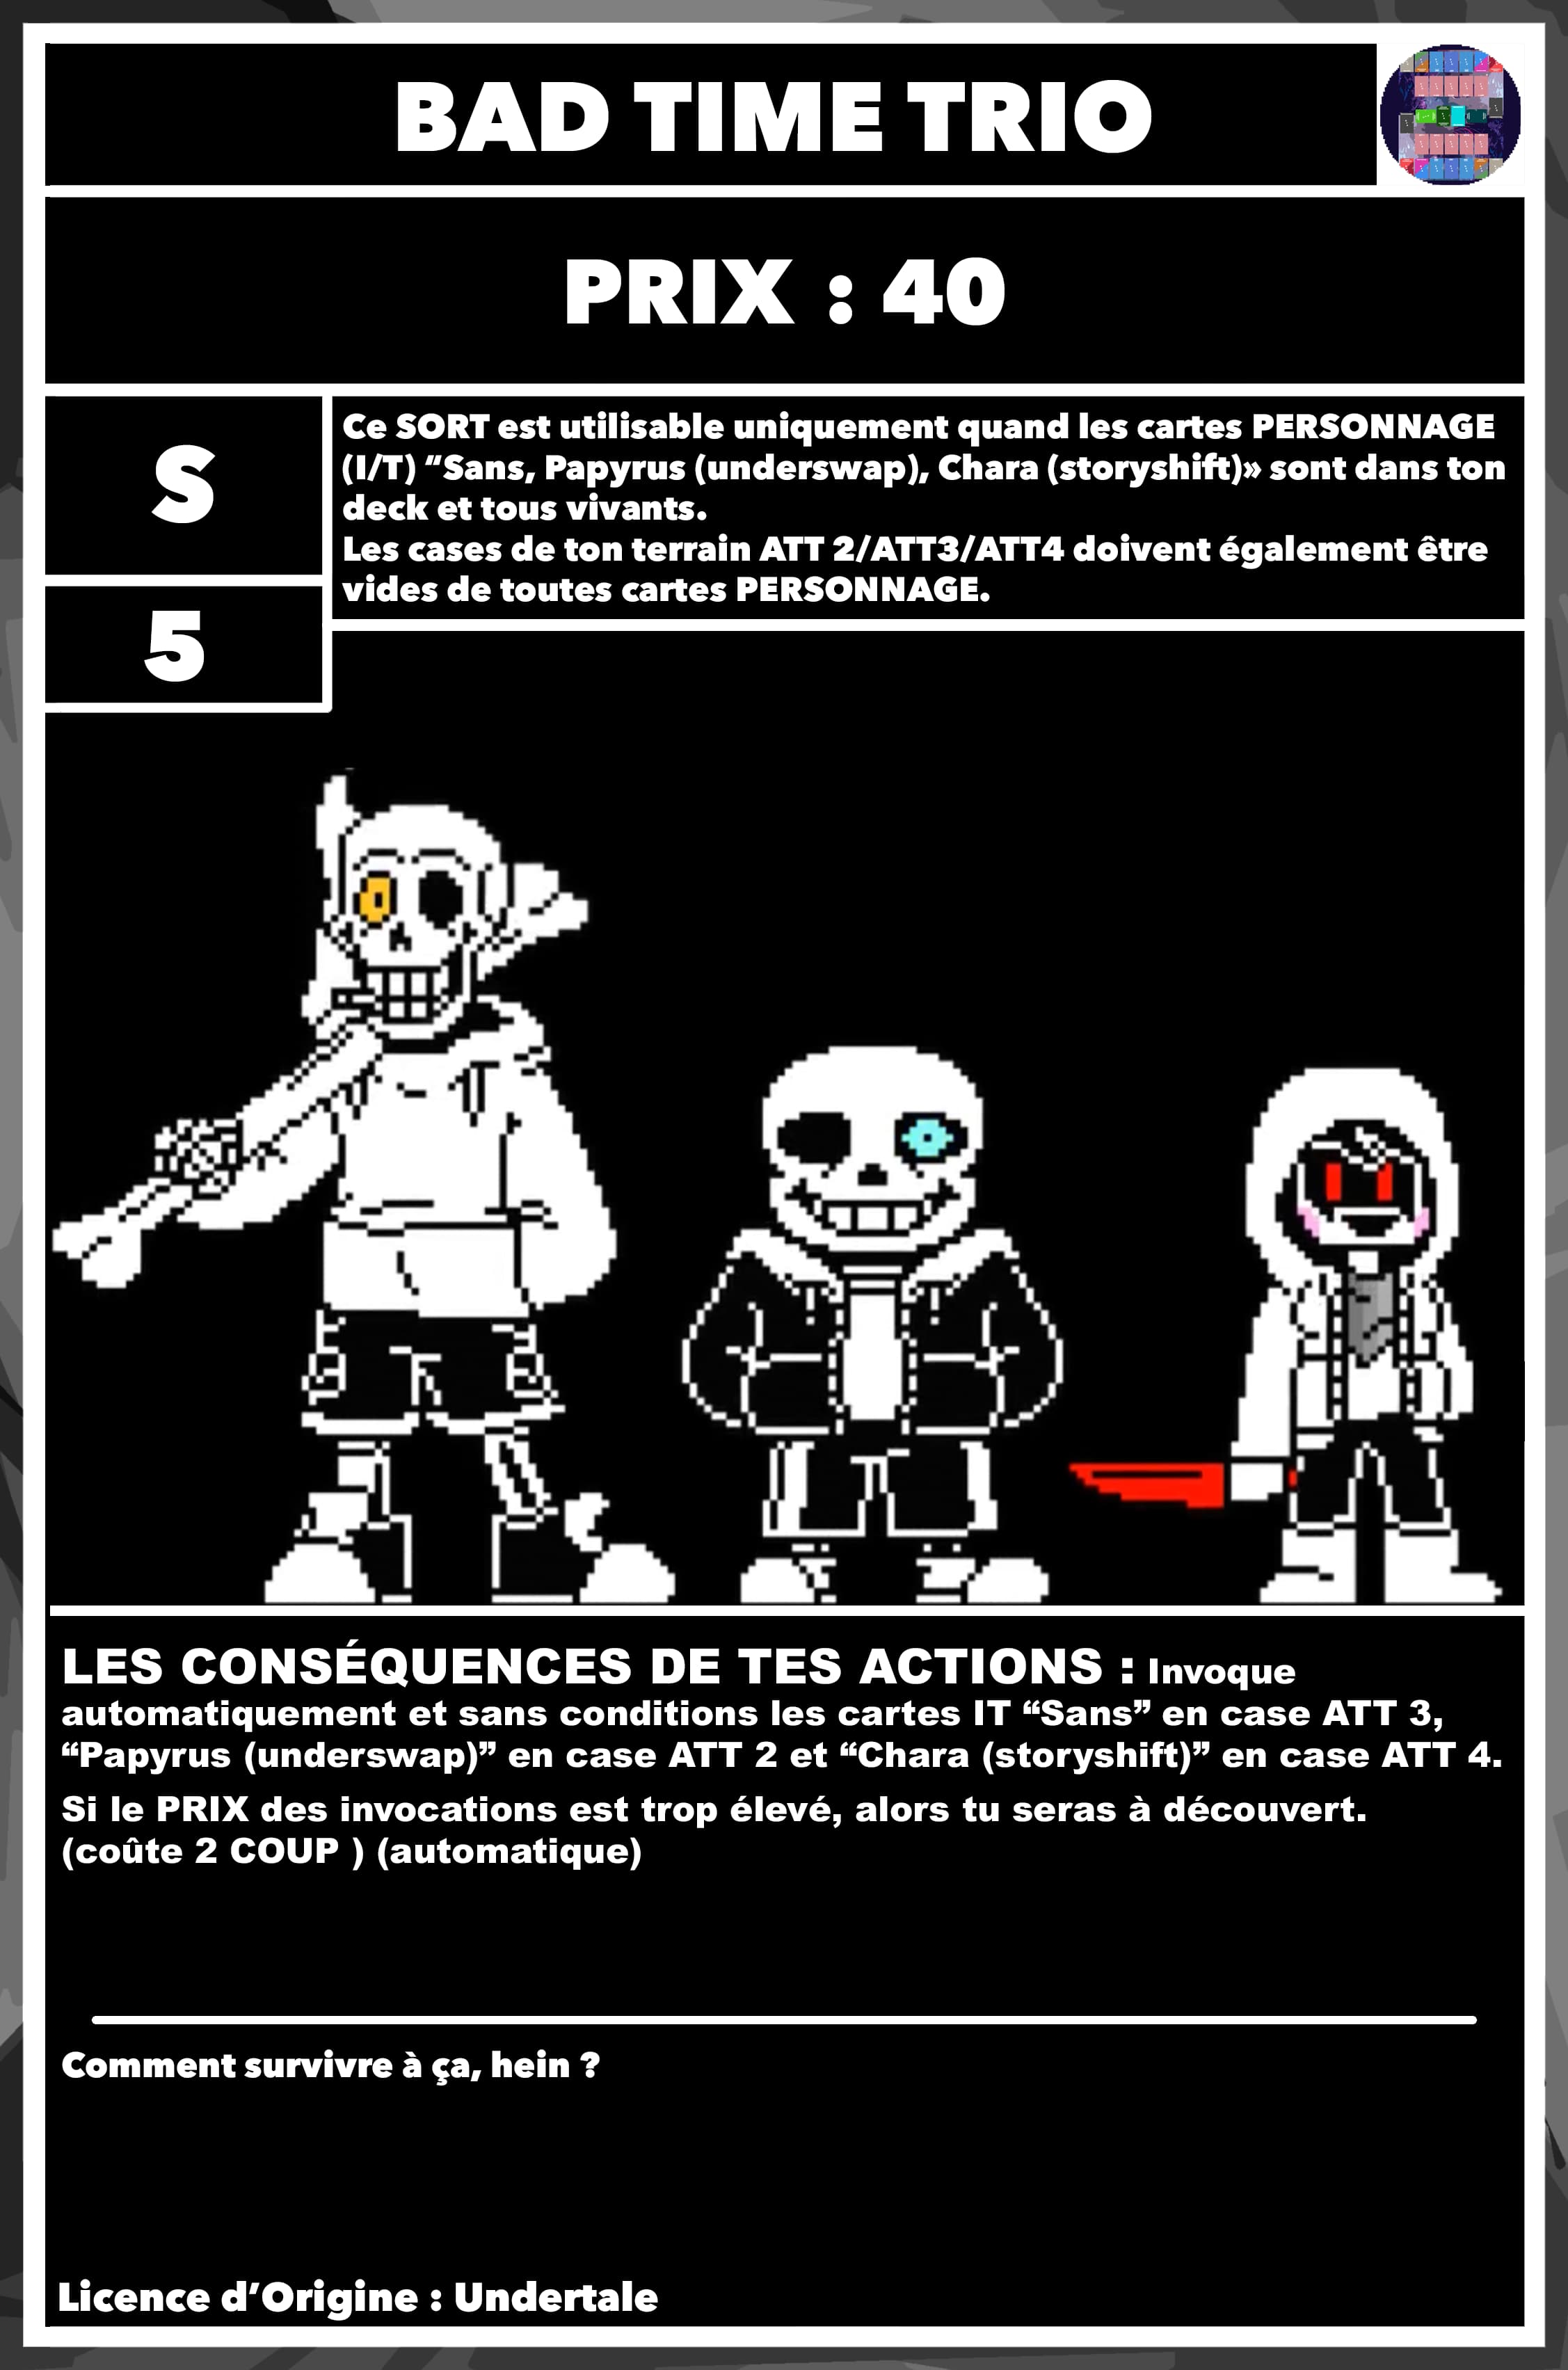 BAD TIME TRIO
PRIX : 40
S
5
Ce SORT est utilisable uniquement quand les cartes PERSONNAGE
(I/T) “Sans, Papyrus (underswap), Chara (storyshift)» sont dans ton
deck et tous vivants.
Les cases de ton terrain ATT 2/ATT3/ATT4 doivent également être
vides de toutes cartes PERSONNAGE.
LES CONSÉQUENCES DE TES ACTIONS : Invoque
automatiquement et sans conditions les cartes IT “Sans” en case ATT 3,
“Papyrus (underswap)” en case ATT 2 et “Chara (storyshift)” en case ATT 4.
Si le PRIX des invocations est trop élevé, alors tu seras à découvert.
(coûte 2 COUP ) (automatique)
Comment survivre à ça, hein ?
Licence d’Origine : Undertale